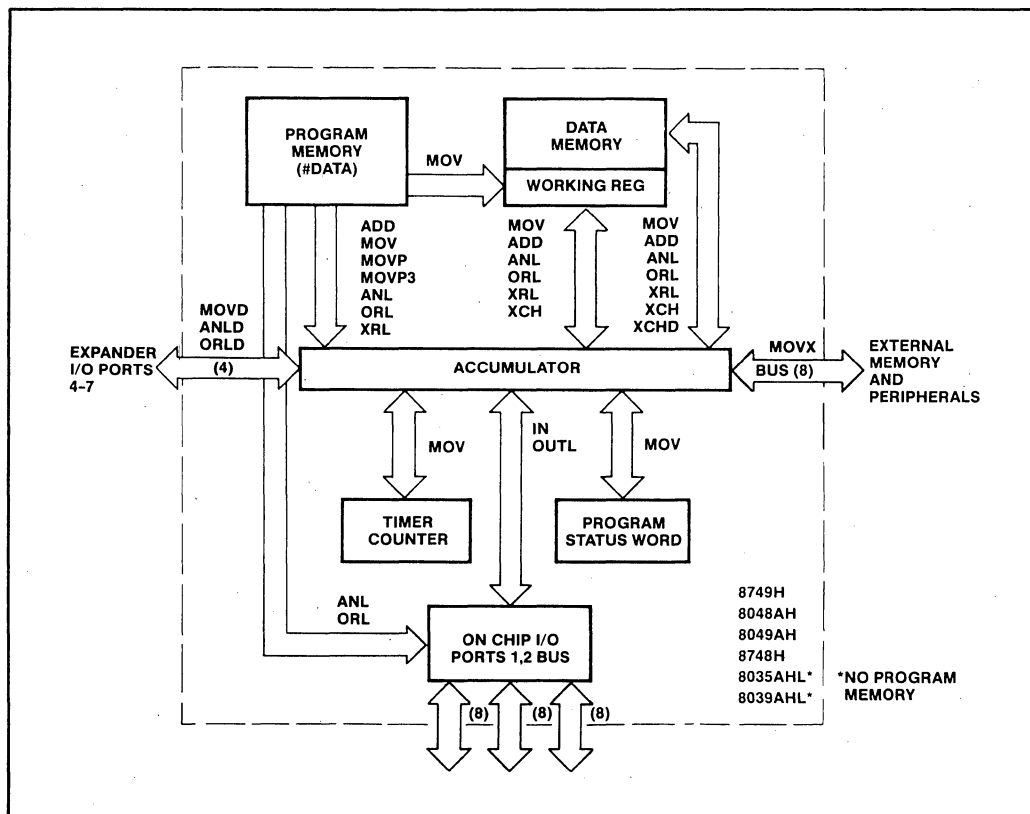 PROGRAM
MEMORY
(#DATA)
MOV
DATA
MEMORY
WORKING REG
ADD
MOV
MOVP
MOVP3
ANL
ORL
XRL
MOV
ADD
ANL
ORL
XRL
XCH
MOV
ADD
ANL
ORL
XRL
XCH
XCHD
MOVD
ANLD
ORLD
(4)
EXPANDER
I/O PORTS
4–7
ACCUMULATOR
MOVX
BUS (8)
EXTERNAL
MEMORY
AND
PERIPHERALS
MOV
IN
OUTL
MOV
TIMER
COUNTER
PROGRAM
STATUS WORD
ANL
ORL
ON CHIP I/O
PORTS 1,2 BUS
(8)
(8)
(8)
8749H
8048AH
8049AH
8748H
8035AHL*
8039AHL*
*NO PROGRAM
MEMORY